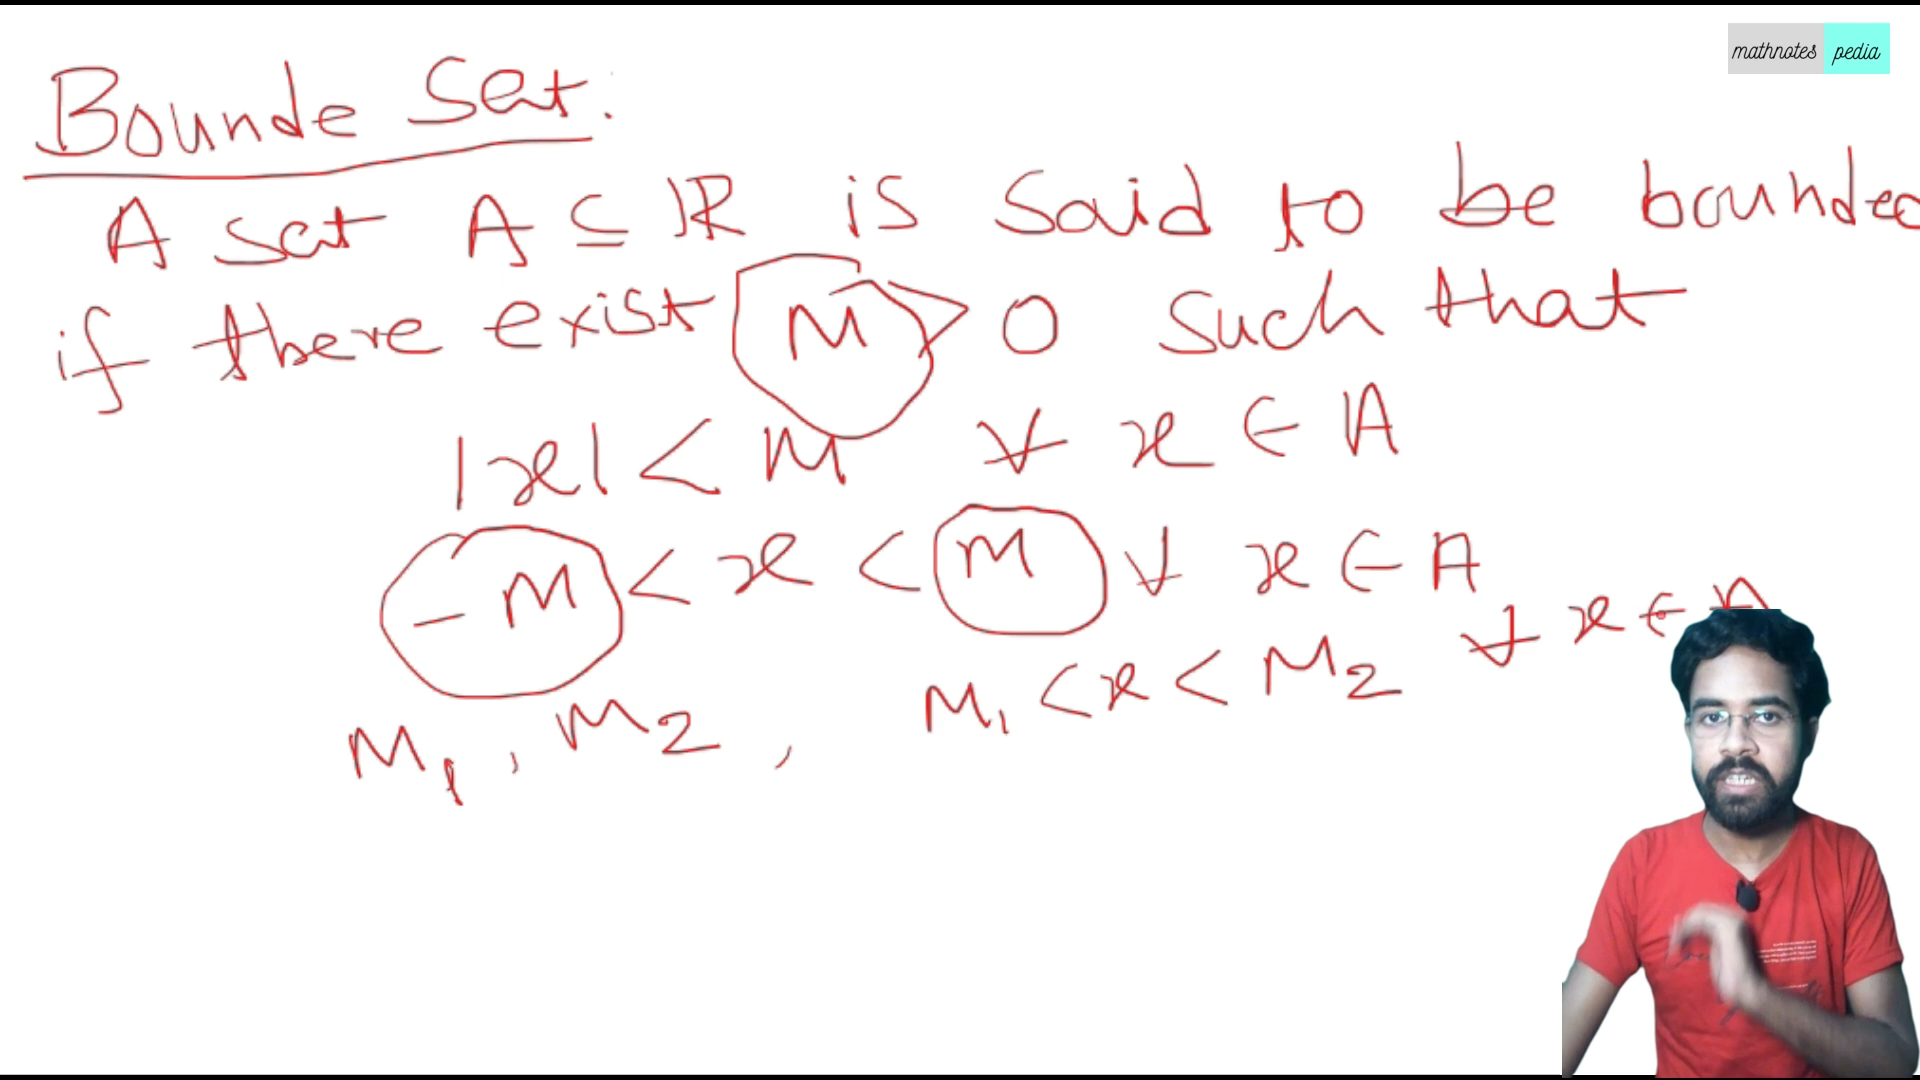 mathnotes pedia
Bounde Set:
A set A ⊆ ℝ is said to be bounded
if there exist M > 0 such that
|x| < M ∀ x ∈ A
- M < x < M ∀ x ∈ A
M₁ , M₂ , M₁ < x < M₂ ∀ x ∈ A